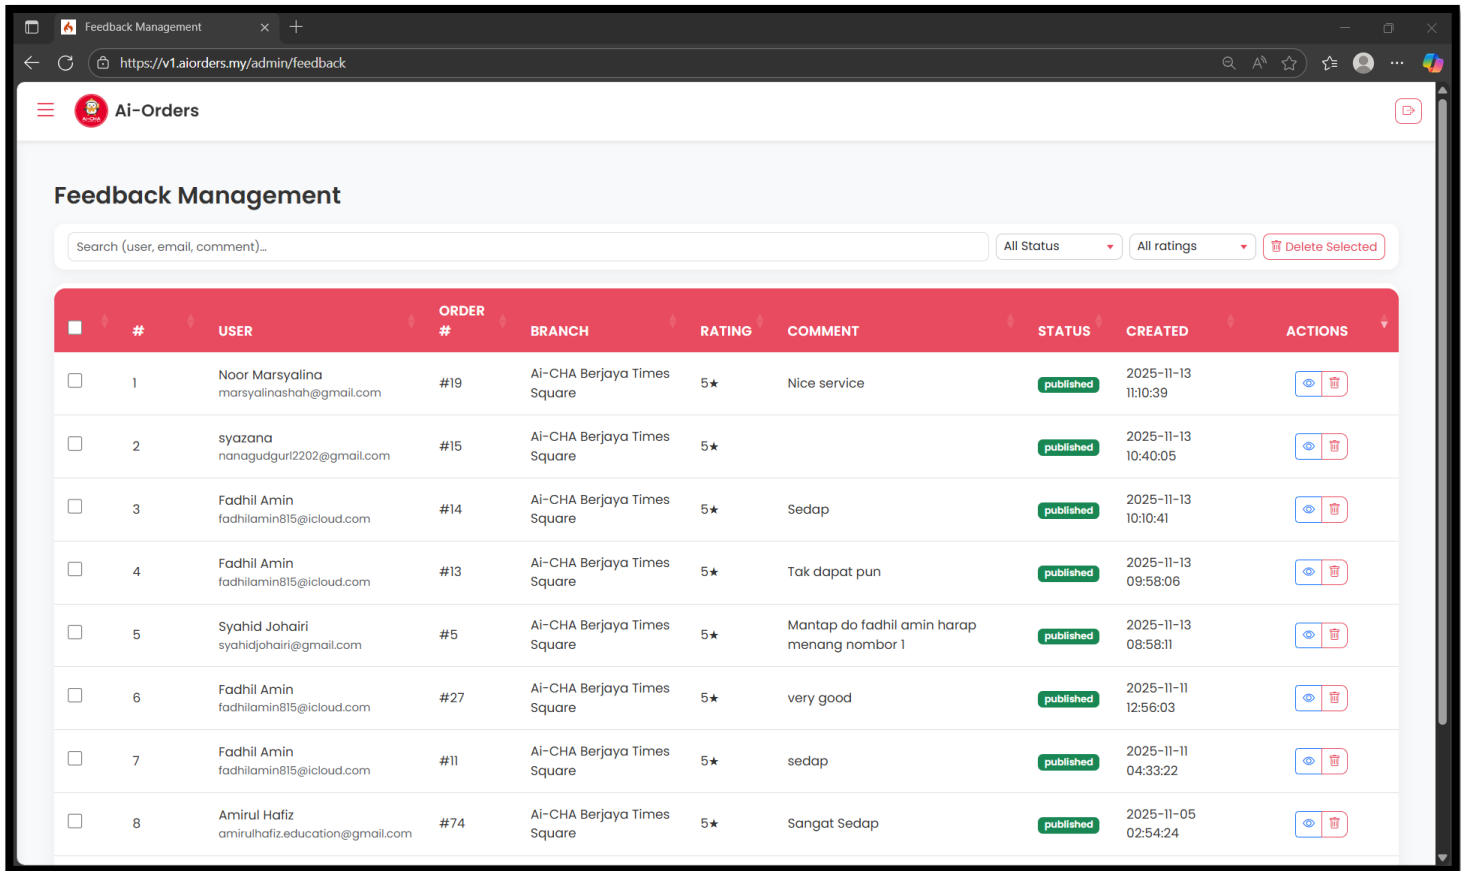 Feedback Management
https://v1.aiorders.my/admin/feedback
Ai-CHA
Ai-Orders
Feedback Management
Search (user, email, comment)...
All Status
All ratings
Delete Selected
#
USER
ORDER #
BRANCH
RATING
COMMENT
STATUS
CREATED
ACTIONS
1
Noor Marsyalina
marsyalinashah@gmail.com
#19
Ai-CHA Berjaya Times
Square
5★
Nice service
published
2025-11-13
11:10:39
2
syazana
nanagudgurl2202@gmail.com
#15
Ai-CHA Berjaya Times
Square
5★
published
2025-11-13
10:40:05
3
Fadhil Amin
fadhilamin815@icloud.com
#14
Ai-CHA Berjaya Times
Square
5★
Sedap
published
2025-11-13
10:10:41
4
Fadhil Amin
fadhilamin815@icloud.com
#13
Ai-CHA Berjaya Times
Square
5★
Tak dapat pun
published
2025-11-13
09:58:06
5
Syahid Johairi
syahidjohairi@gmail.com
#5
Ai-CHA Berjaya Times
Square
5★
Mantap do fadhil amin harap
menang nombor 1
published
2025-11-13
08:58:11
6
Fadhil Amin
fadhilamin815@icloud.com
#27
Ai-CHA Berjaya Times
Square
5★
very good
published
2025-11-11
12:56:03
7
Fadhil Amin
fadhilamin815@icloud.com
#11
Ai-CHA Berjaya Times
Square
5★
sedap
published
2025-11-11
04:33:22
8
Amirul Hafiz
amirulhafiz.education@gmail.com
#74
Ai-CHA Berjaya Times
Square
5★
Sangat Sedap
published
2025-11-05
02:54:24